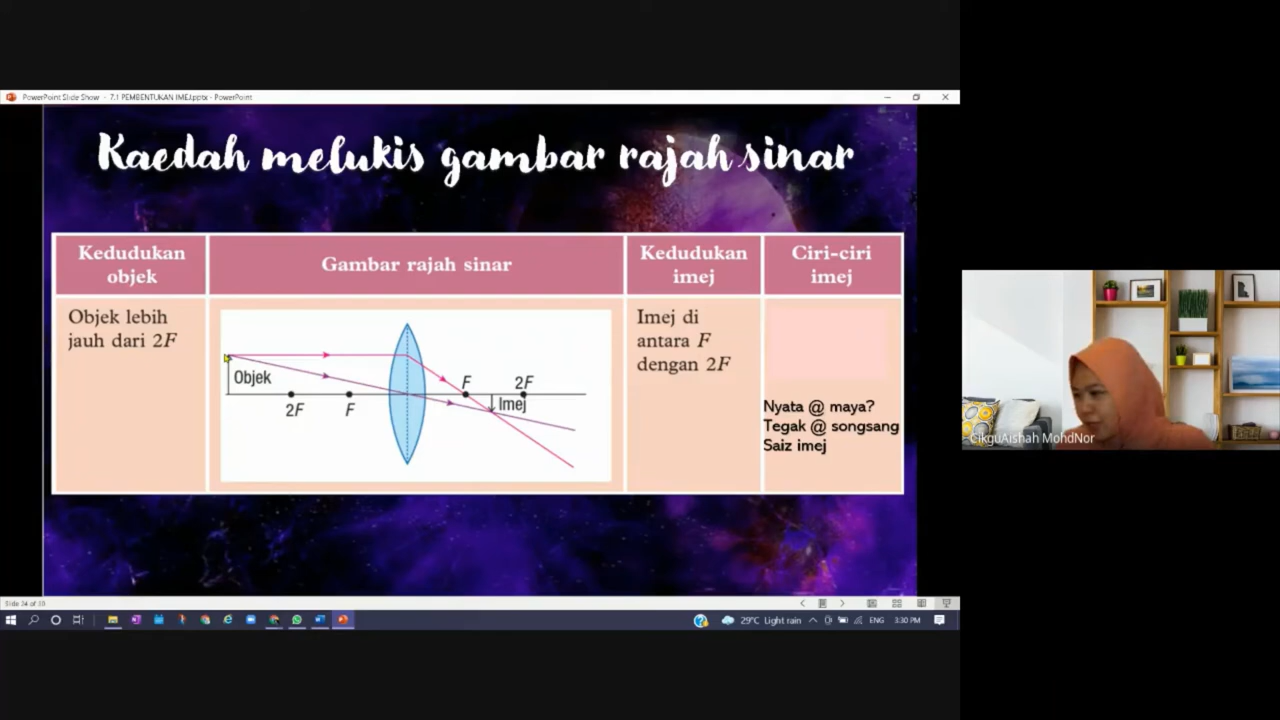 PowerPoint Slide Show - 7.1 PEMBENTUKAN IMEJ.pptx - PowerPoint
Kaedah melukis gambar rajah sinar
Kedudukan
objek
Gambar rajah sinar
Kedudukan
imej
Ciri-ciri
imej
Objek lebih
jauh dari 2F
Objek
2F
F
F
2F
Imej
Imej di
antara F
dengan 2F
Nyata @ maya?
Tegak @ songsang
Saiz imej
CikguAishah MohdNor
29°C Light rain
ENG
3:30 PM